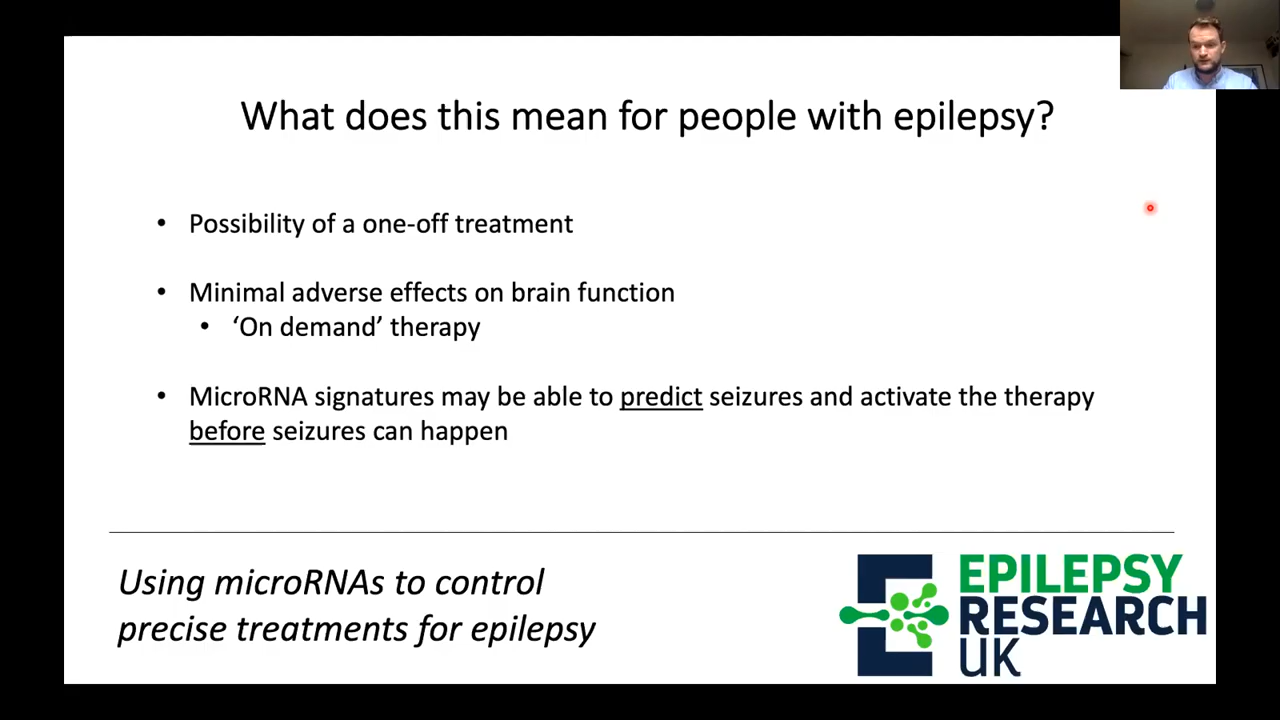 What does this mean for people with epilepsy?
• Possibility of a one-off treatment
• Minimal adverse effects on brain function
• ‘On demand’ therapy
• MicroRNA signatures may be able to predict seizures and activate the therapy
before seizures can happen
Using microRNAs to control
precise treatments for epilepsy
EPILEPSY
RESEARCH
UK